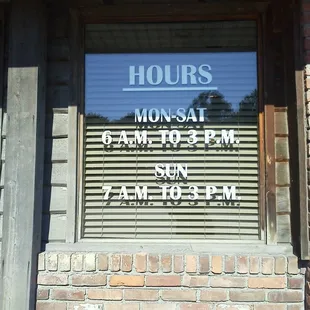 HOURS
MON-SAT
6 A.M. TO 3 P.M.
SUN
7 A.M. TO 3 P.M.